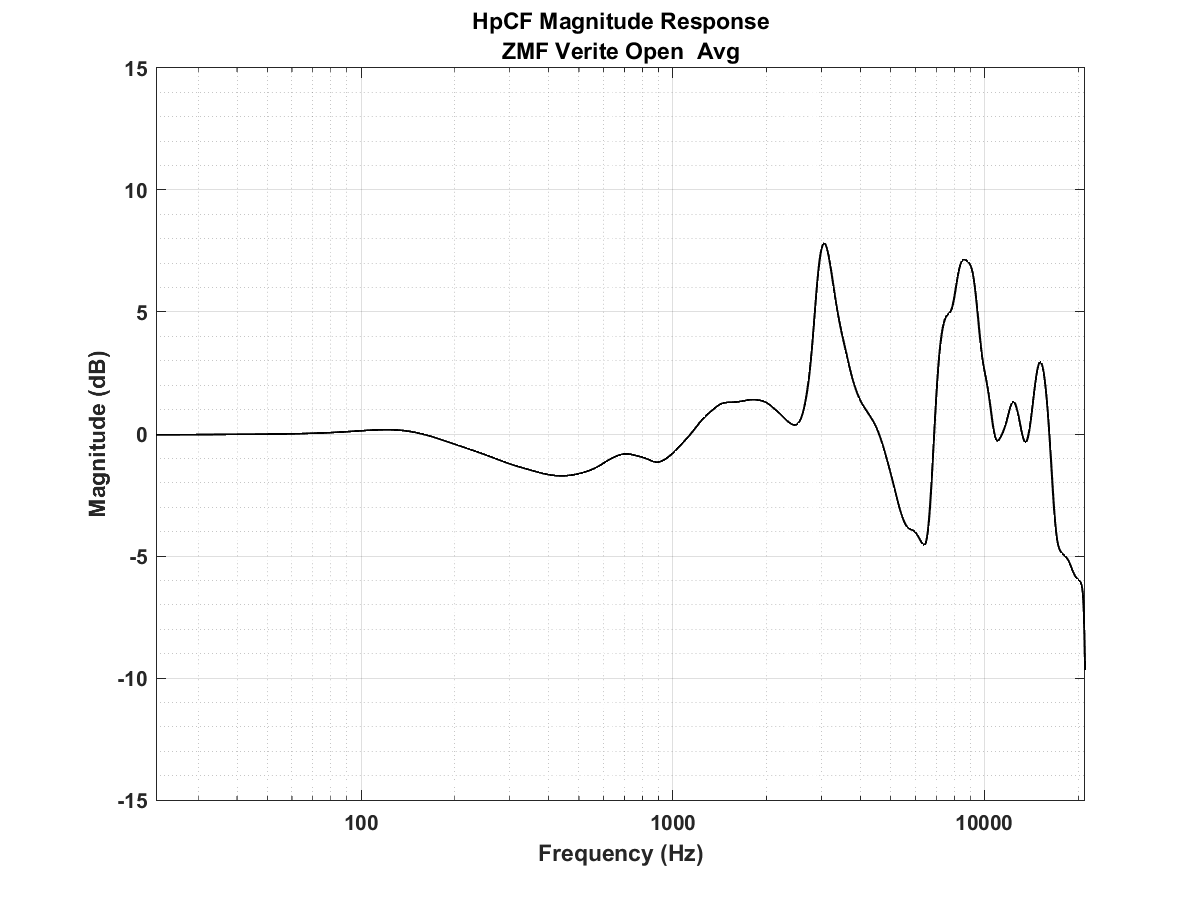 HpCF Magnitude Response
ZMF Verite Open  Avg
15
10
5
0
-5
-10
-15
Magnitude (dB)
100
1000
10000
Frequency (Hz)